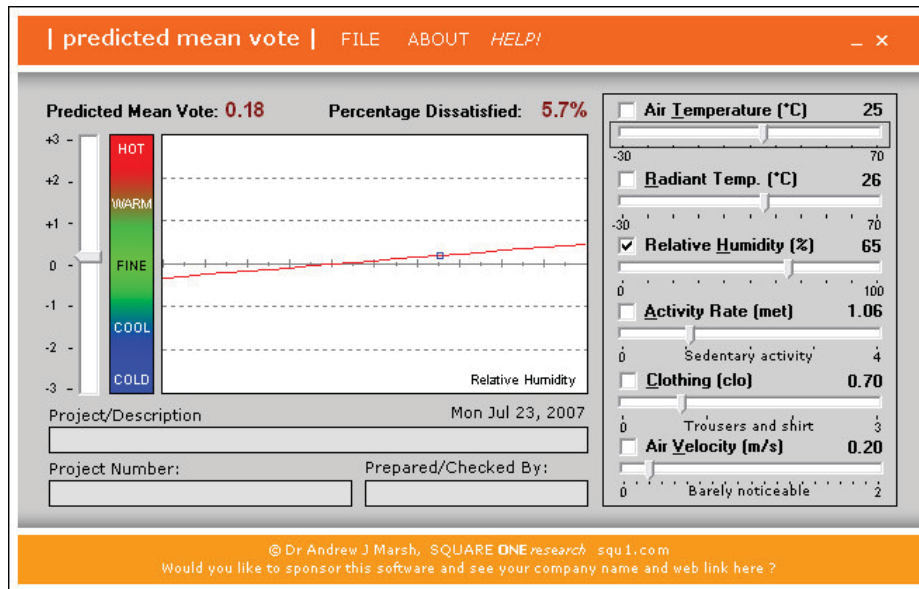 | predicted mean vote | FILE ABOUT HELP!
Predicted Mean Vote: 0.18 Percentage Dissatisfied: 5.7%
+3
+2
+1
0
-1
-2
-3
HOT
WARM
FINE
COOL
COLD
Relative Humidity
Project/Description Mon Jul 23, 2007
Project Number: Prepared/Checked By:
Air Temperature (°C) 25
-30 70
Radiant Temp. (°C) 26
-30 70
Relative Humidity (%) 65
0 100
Activity Rate (met) 1.06
0 Sedentary activity 4
Clothing (clo) 0.70
0 Trousers and shirt 3
Air Velocity (m/s) 0.20
0 Barely noticeable 2
© Dr Andrew J Marsh, SQUARE ONE research squ1.com
Would you like to sponsor this software and see your company name and web link here ?